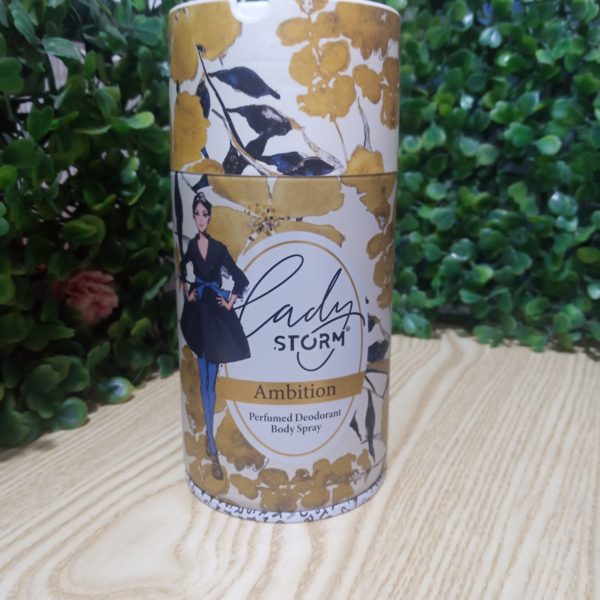 Lady
STORM®
Ambition
Perfumed Deodorant
Body Spray